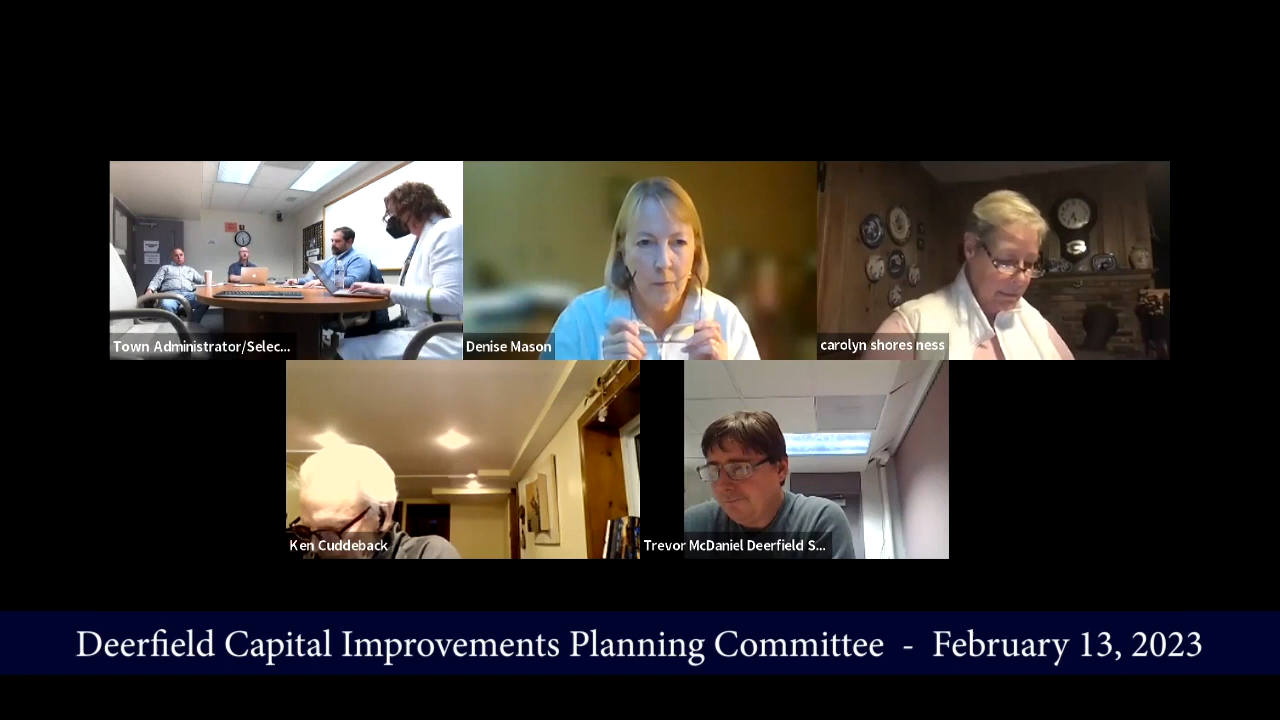 Town Administrator/Selec...
Denise Mason
carolyn shores ness
Ken Cuddeback
Trevor McDaniel Deerfield S...
Deerfield Capital Improvements Planning Committee - February 13, 2023